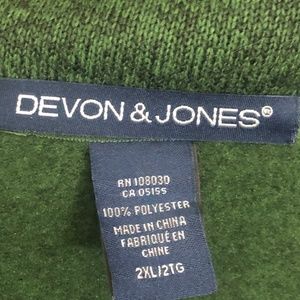 DEVON & JONES®
RN 108030
CA 05155
100% POLYESTER
MADE IN CHINA
FABRIQUÉ EN
CHINE
2XL/2TG